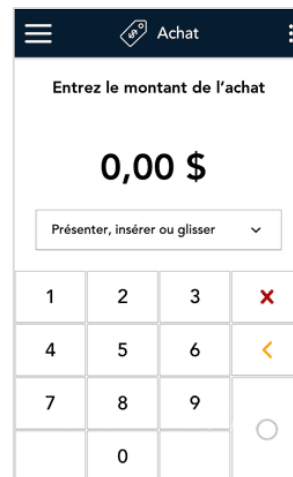 Achat
Entrez le montant de l'achat
0,00 $
Présenter, insérer ou glisser
1 2 3
4 5 6
7 8 9
0